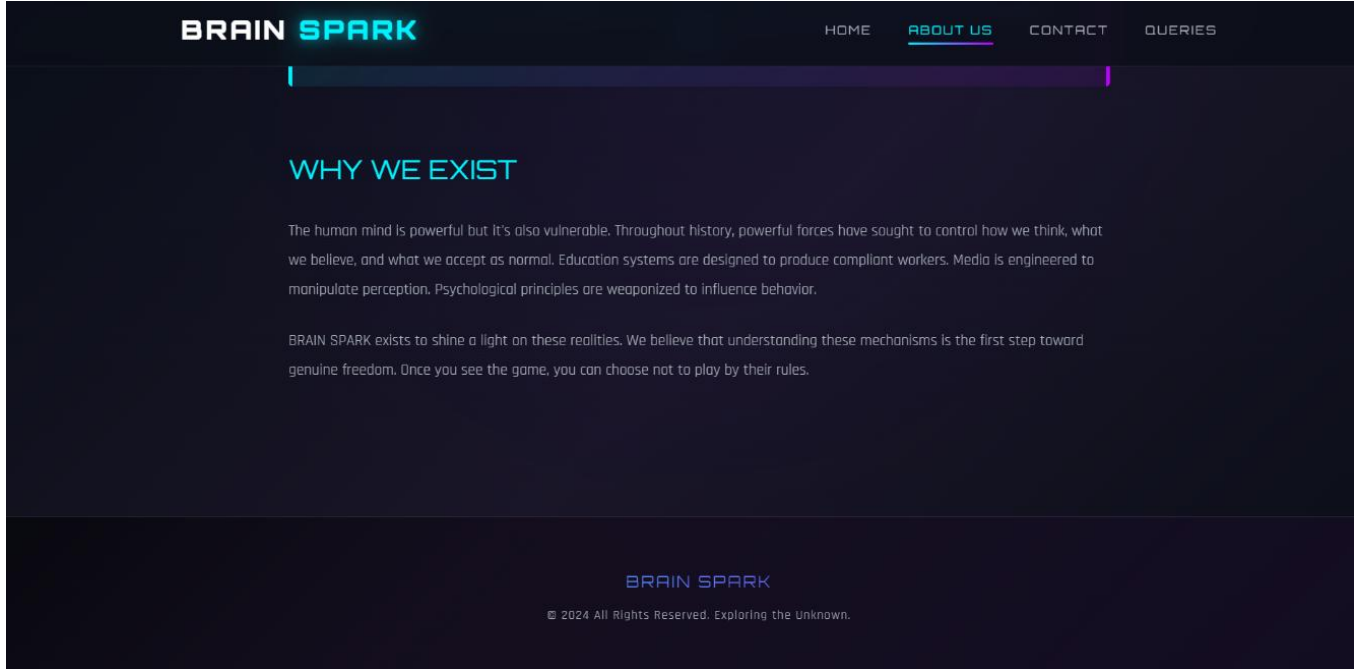 BRAIN SPARK
HOME ABOUT US CONTACT QUERIES
WHY WE EXIST
The human mind is powerful but it's also vulnerable. Throughout history, powerful forces have sought to control how we think, what
we believe, and what we accept as normal. Education systems are designed to produce compliant workers. Media is engineered to
manipulate perception. Psychological principles are weaponized to influence behavior.
BRAIN SPARK exists to shine a light on these realities. We believe that understanding these mechanisms is the first step toward
genuine freedom. Once you see the game, you can choose not to play by their rules.
BRAIN SPARK
© 2024 All Rights Reserved. Exploring the Unknown.